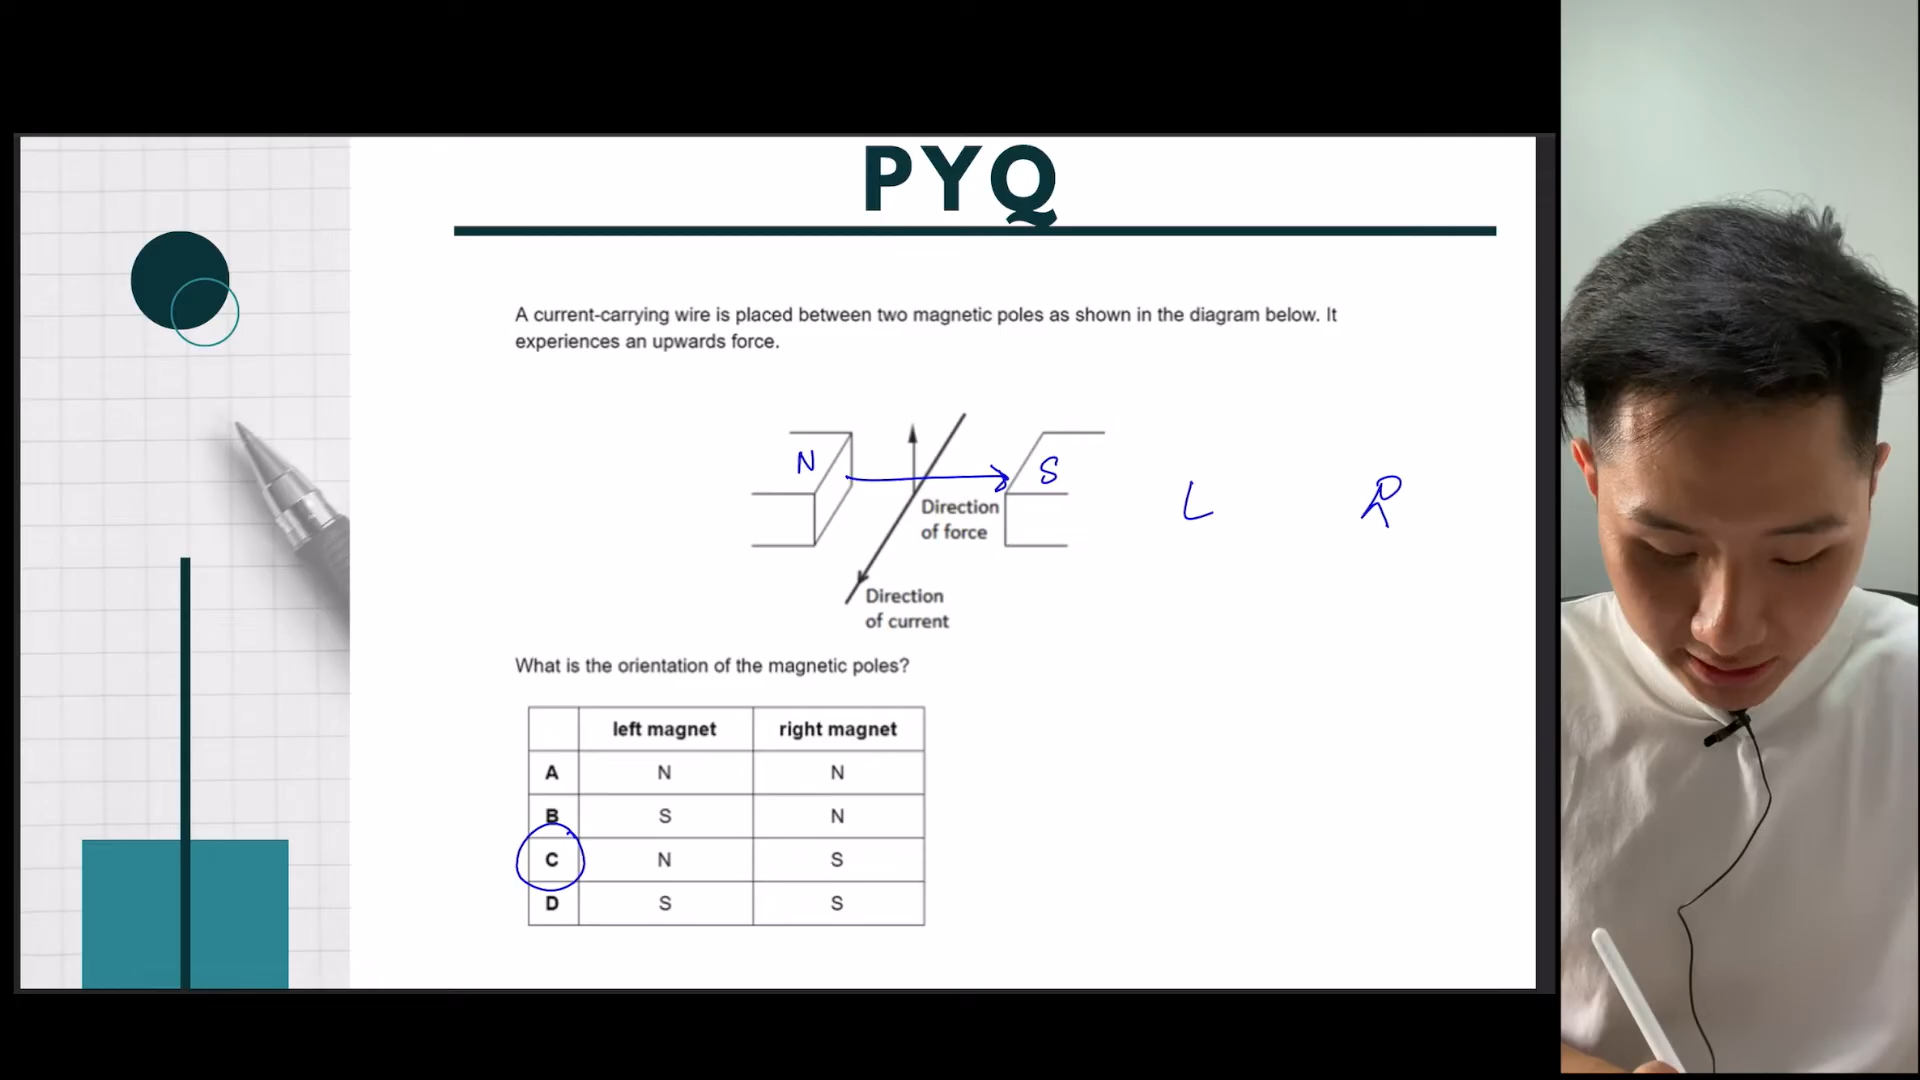 PYQ
A current-carrying wire is placed between two magnetic poles as shown in the diagram below. It
experiences an upwards force.
N
S
Direction
of force
L
R
Direction
of current
What is the orientation of the magnetic poles?
left magnet right magnet
A N N
B S N
C N S
D S S